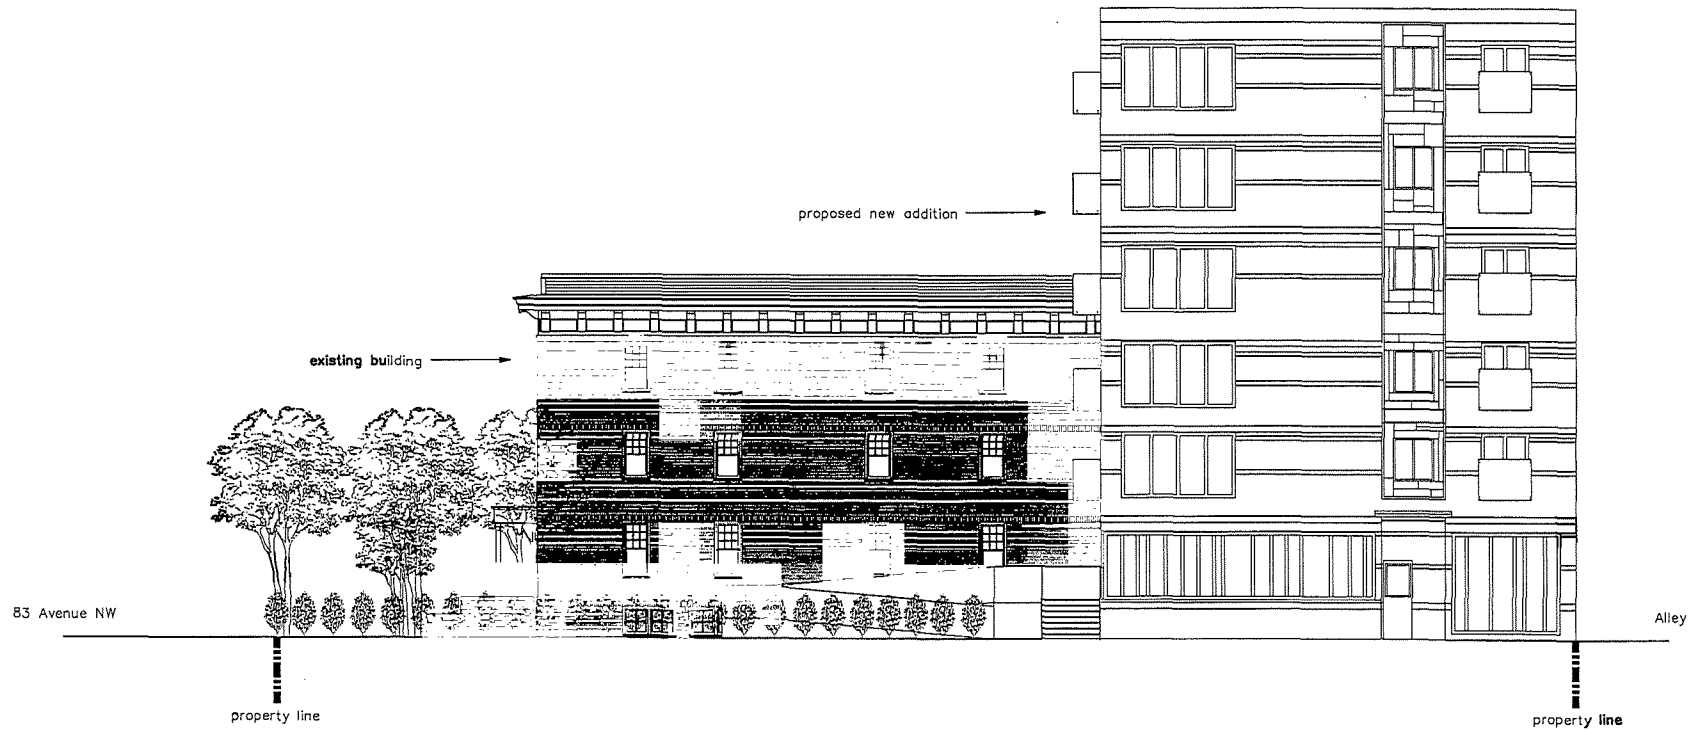 proposed new addition
existing building
83 Avenue NW
Alley
property line
property line